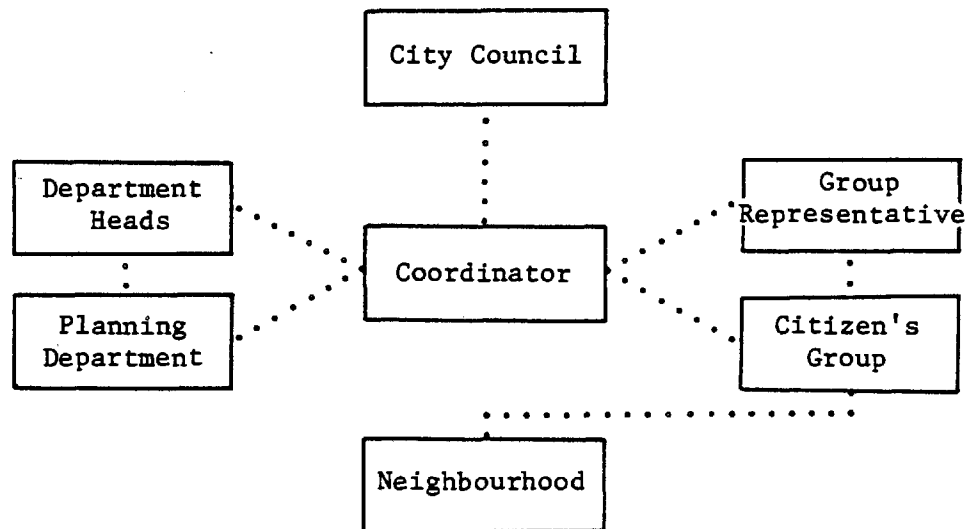 City Council
Department
Heads
Group
Representative
Coordinator
Planning
Department
Citizen's
Group
Neighbourhood